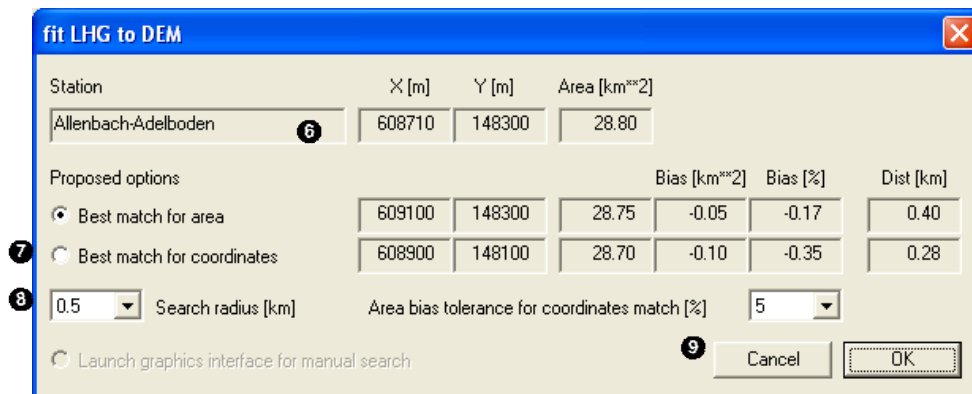 fit LHG to DEM
Station X [m] Y [m] Area [km**2]
Allenbach-Adelboden 6 608710 148300 28.80
Proposed options Bias [km**2] Bias [%] Dist [km]
Best match for area 609100 148300 28.75 -0.05 -0.17 0.40
7 Best match for coordinates 608900 148100 28.70 -0.10 -0.35 0.28
8 0.5 Search radius [km] Area bias tolerance for coordinates match [%] 5
Launch graphics interface for manual search 9 Cancel OK